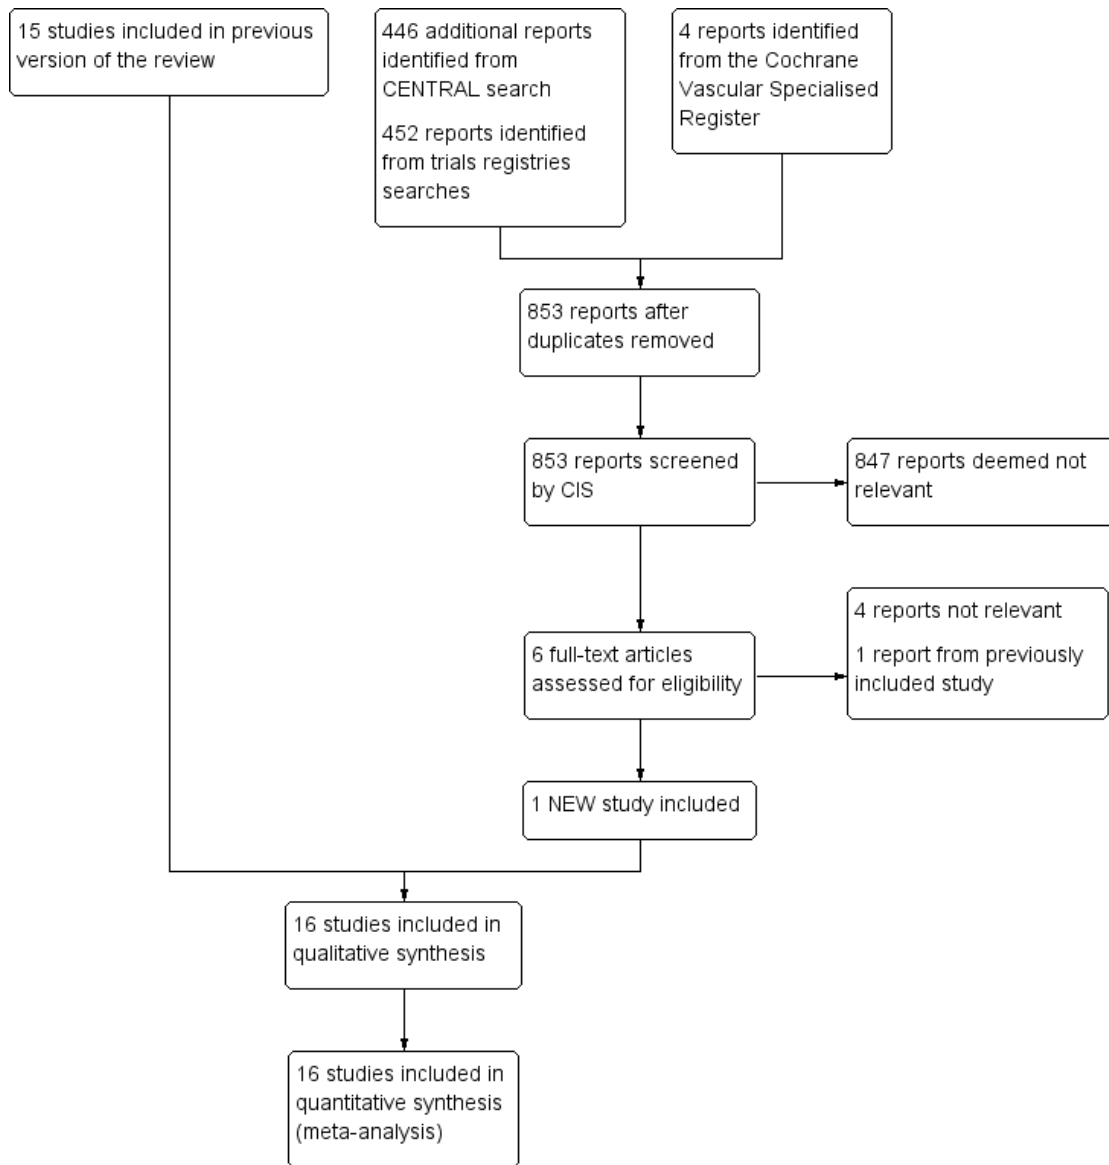 15 studies included in previous
version of the review
446 additional reports
identified from
CENTRAL search
452 reports identified
from trials registries
searches
4 reports identified
from the Cochrane
Vascular Specialised
Register
853 reports after
duplicates removed
853 reports screened
by CIS
847 reports deemed not
relevant
6 full-text articles
assessed for eligibility
4 reports not relevant
1 report from previously
included study
1 NEW study included
16 studies included in
qualitative synthesis
16 studies included in
quantitative synthesis
(meta-analysis)